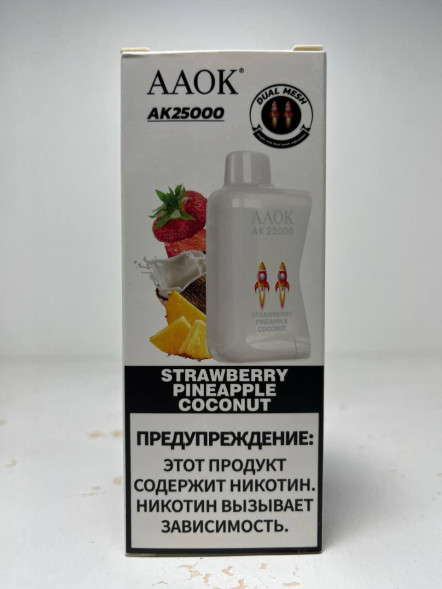 AAOK®
AK25000
DUAL MESH
AAOK
AK 25000
STRAWBERRY
PINEAPPLE
COCONUT
STRAWBERRY
PINEAPPLE
COCONUT
ПРЕДУПРЕЖДЕНИЕ:
ЭТОТ ПРОДУКТ
СОДЕРЖИТ НИКОТИН.
НИКОТИН ВЫЗЫВАЕТ
ЗАВИСИМОСТЬ.